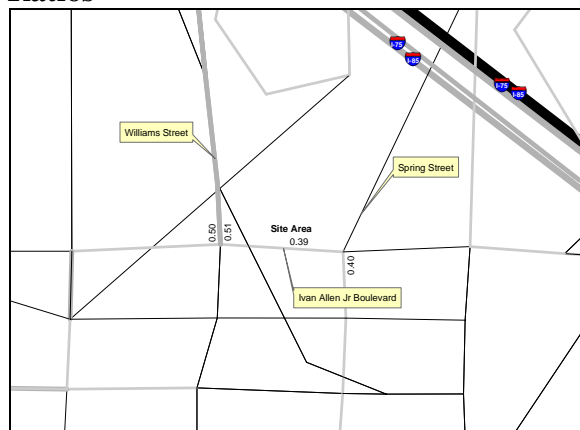 I-75
I-85
I-75
I-85
Williams Street
Spring Street
Site Area
0.50
0.51
0.39
0.40
Ivan Allen Jr Boulevard